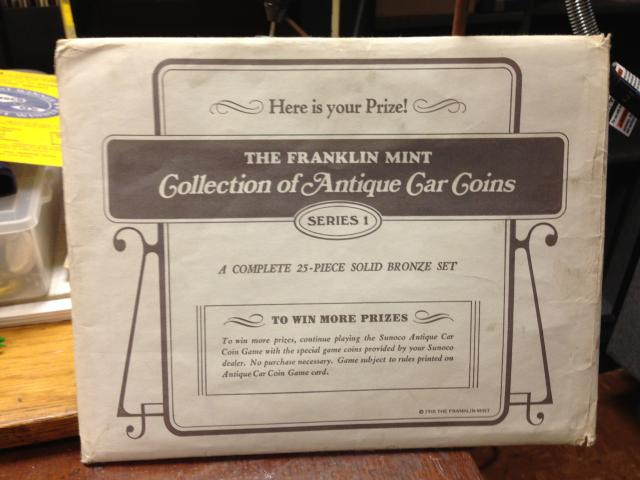 Here is your Prize!
THE FRANKLIN MINT
Collection of Antique Car Coins
SERIES 1
A COMPLETE 25-PIECE SOLID BRONZE SET
TO WIN MORE PRIZES
To win more prizes, continue playing the Sunoco Antique Car
Coin Game with the special game coins provided by your Sunoco
dealer. No purchase necessary. Game subject to rules printed on
Antique Car Coin Game card.
THE FRANKLIN MINT